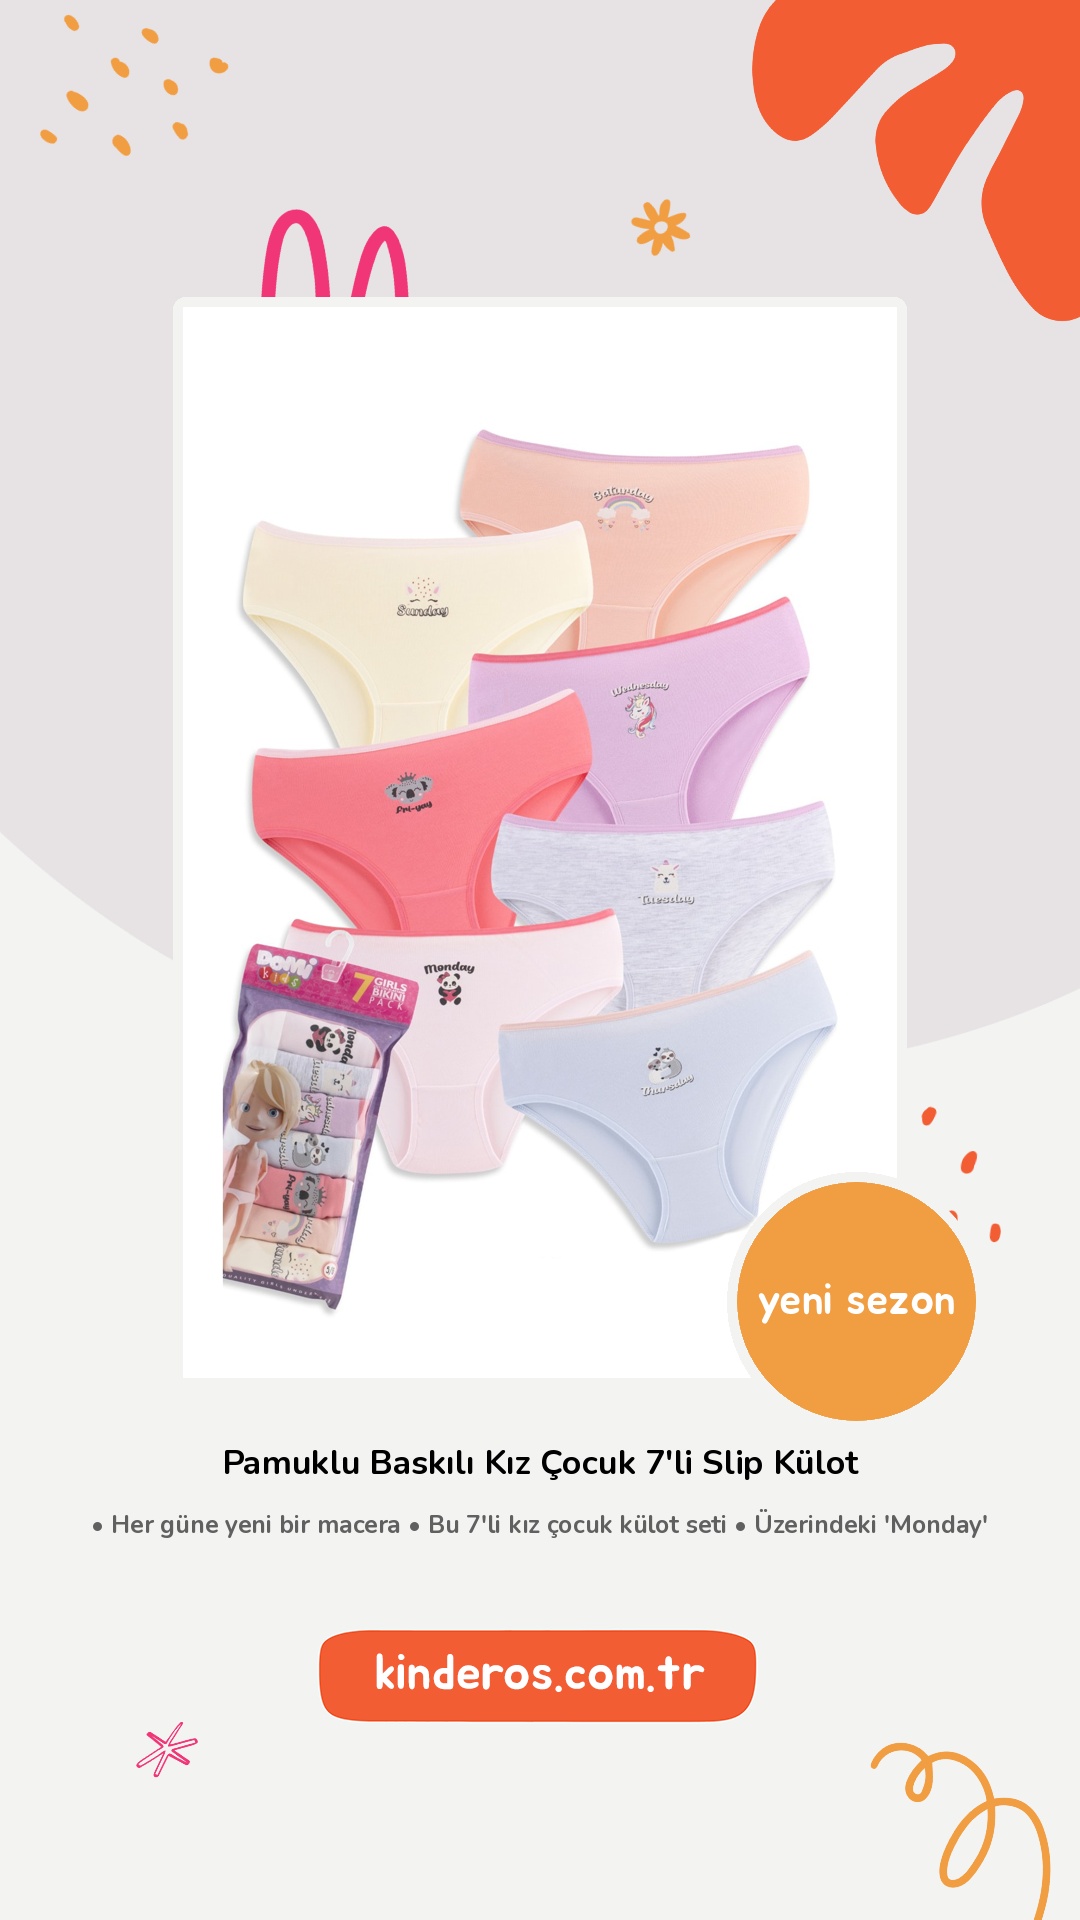 Saturday
Sunday
Wednesday
Fri-yay
Tuesday
Monday
DOMi
KIDS
7 GIRLS
BIKINI
PACK
Thursday
yeni sezon
Pamuklu Baskılı Kız Çocuk 7'li Slip Külot
• Her güne yeni bir macera • Bu 7'li kız çocuk külot seti • Üzerindeki 'Monday'
kinderos.com.tr